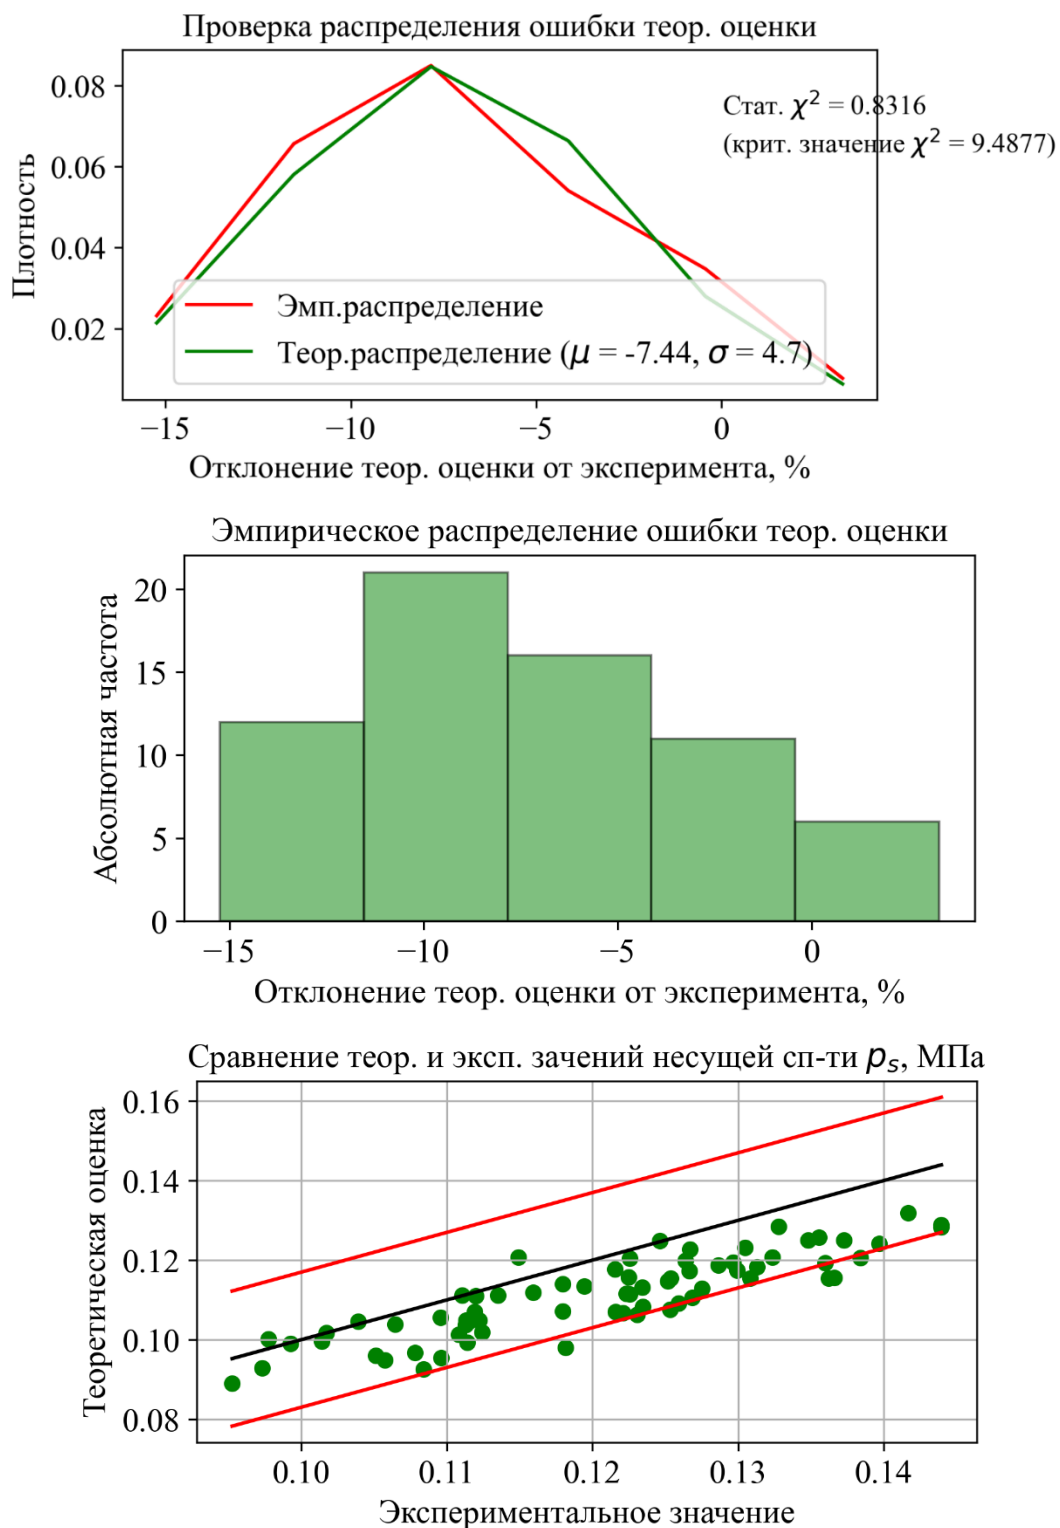 Проверка распределения ошибки теор. оценки
Стат. χ² = 0.8316
(крит. значение χ² = 9.4877)
Плотность
0.08
0.06
0.04
0.02
Эмп.распределение
Теор.распределение (μ = -7.44, σ = 4.7)
−15
−10
−5
0
Отклонение теор. оценки от эксперимента, %
Эмпирическое распределение ошибки теор. оценки
Абсолютная частота
20
15
10
5
0
−15
−10
−5
0
Отклонение теор. оценки от эксперимента, %
Сравнение теор. и эксп. зачений несущей сп-ти pₛ, МПа
Теоретическая оценка
0.16
0.14
0.12
0.10
0.08
0.10
0.11
0.12
0.13
0.14
Экспериментальное значение